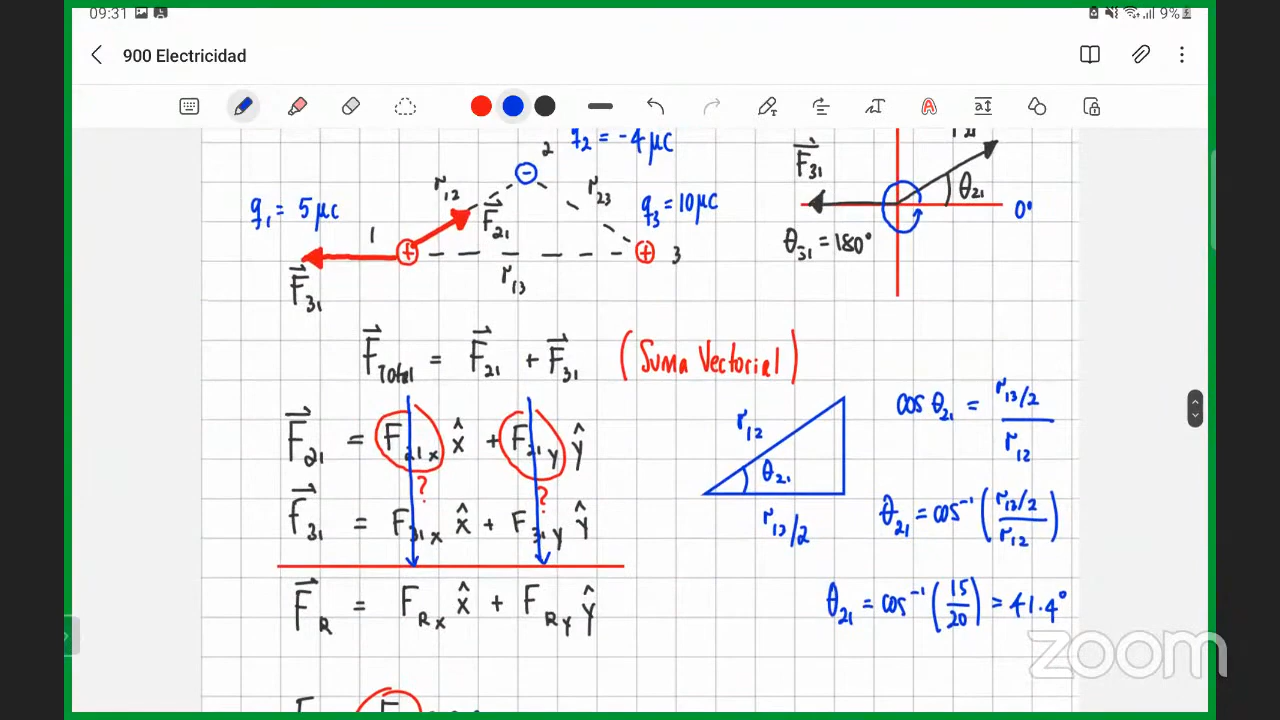 09:31
9%
900 Electricidad
q₂ = -4 μc
2
r₁₂
r₂₃
F₃₁
θ₂₁
q₁ = 5 μc
F₂₁
q₃ = 10 μc
0°
1
3
θ₃₁ = 180°
r₁₃
F₃₁
F Total = F₂₁ + F₃₁ (Suma Vectorial)
cos θ₂₁ = r₁₃/2 / r₁₂
F₂₁ = F₂₁ₓ x̂ + F₂₁y ŷ
r₁₂
θ₂₁
? ?
F₃₁ = F₃₁ₓ x̂ + F₃₁y ŷ
r₁₃/2
θ₂₁ = cos⁻¹ (r₁₃/2 / r₁₂)
F_R = F_Rx x̂ + F_Ry ŷ
θ₂₁ = cos⁻¹ (15/20) = 41.4°
zoom